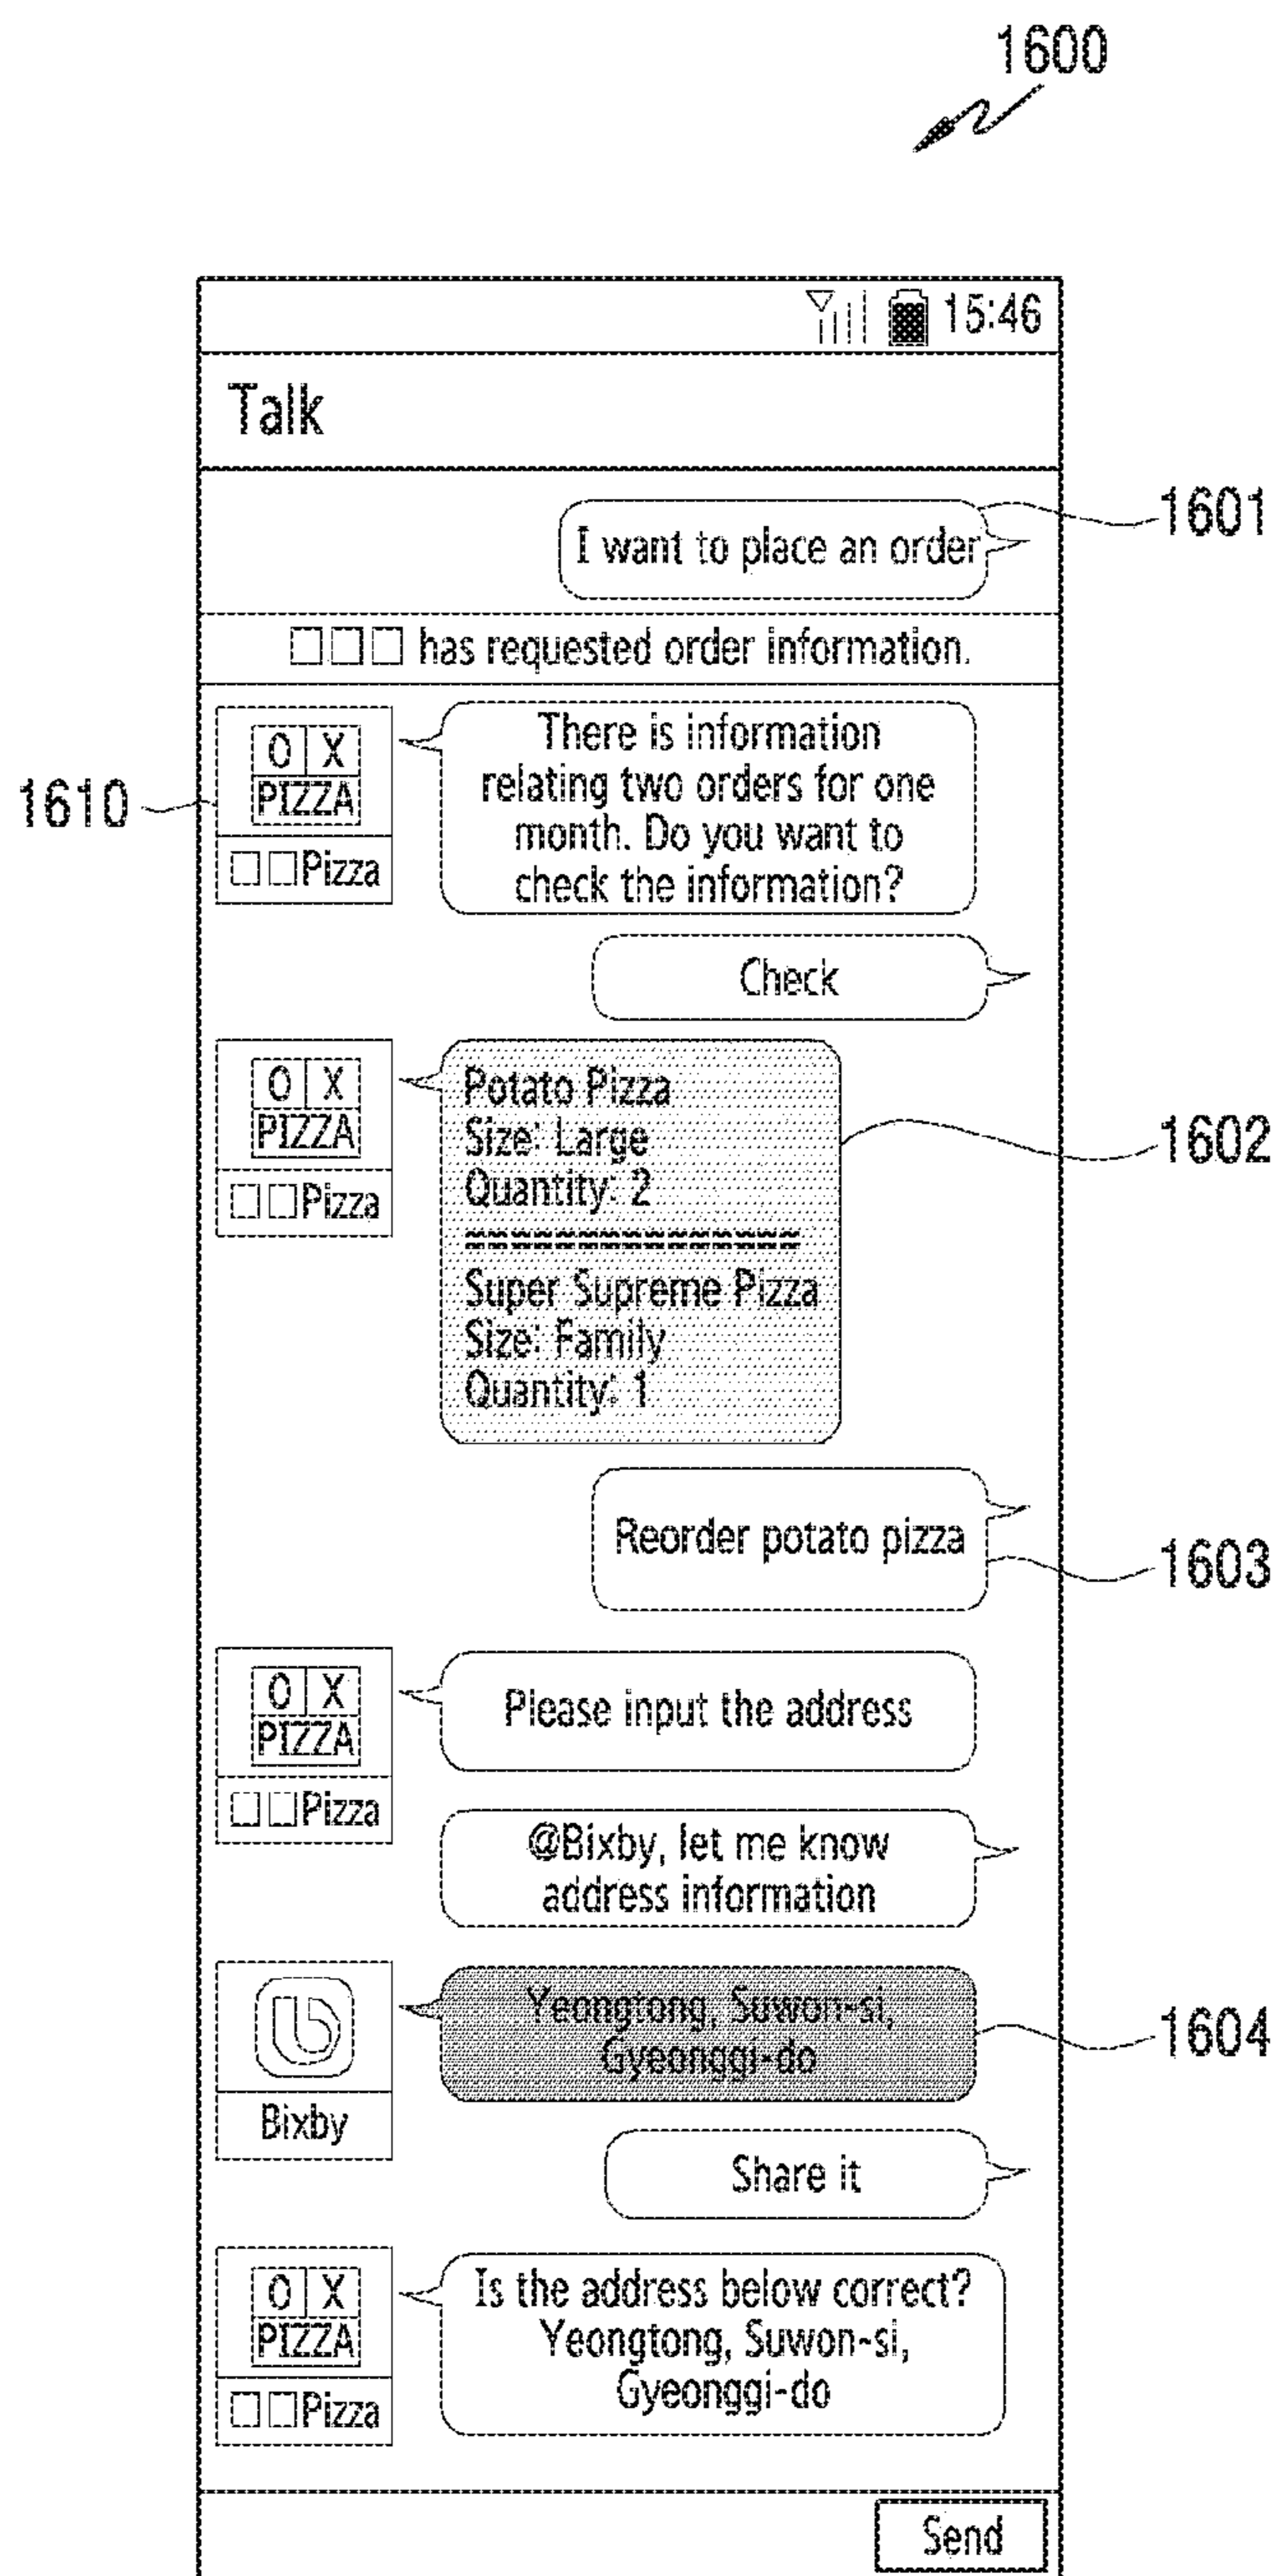 1600
15:46
Talk
I want to place an order
1601
□□□ has requested order information.
O X
PIZZA
□□Pizza
1610
There is information
relating two orders for one
month. Do you want to
check the information?
Check
O X
PIZZA
□□Pizza
Potato Pizza
Size: Large
Quantity: 2
================
Super Supreme Pizza
Size: Family
Quantity: 1
1602
Reorder potato pizza
1603
O X
PIZZA
□□Pizza
Please input the address
@Bixby, let me know
address information
b
Bixby
Yeongtong, Suwon-si,
Gyeonggi-do
1604
Share it
O X
PIZZA
□□Pizza
Is the address below correct?
Yeongtong, Suwon-si,
Gyeonggi-do
Send